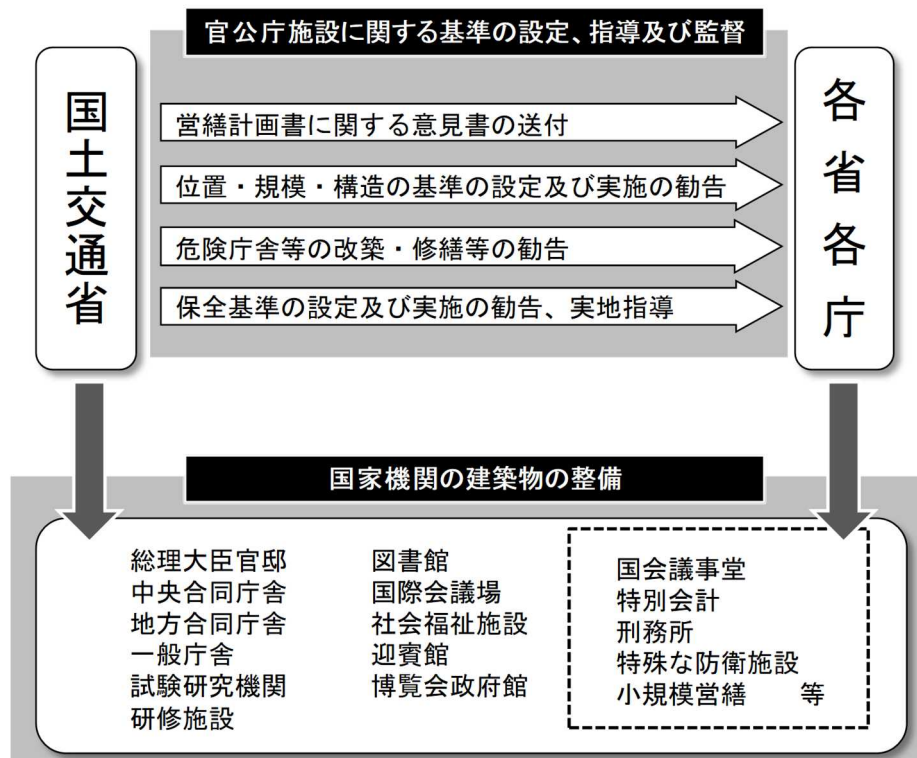 官公庁施設に関する基準の設定、指導及び監督
国土交通省
営繕計画書に関する意見書の送付
位置・規模・構造の基準の設定及び実施の勧告
危険庁舎等の改築・修繕等の勧告
保全基準の設定及び実施の勧告、実地指導
各省各庁
国家機関の建築物の整備
総理大臣官邸
中央合同庁舎
地方合同庁舎
一般庁舎
試験研究機関
研修施設
図書館
国際会議場
社会福祉施設
迎賓館
博覧会政府館
国会議事堂
特別会計
刑務所
特殊な防衛施設
小規模営繕　等